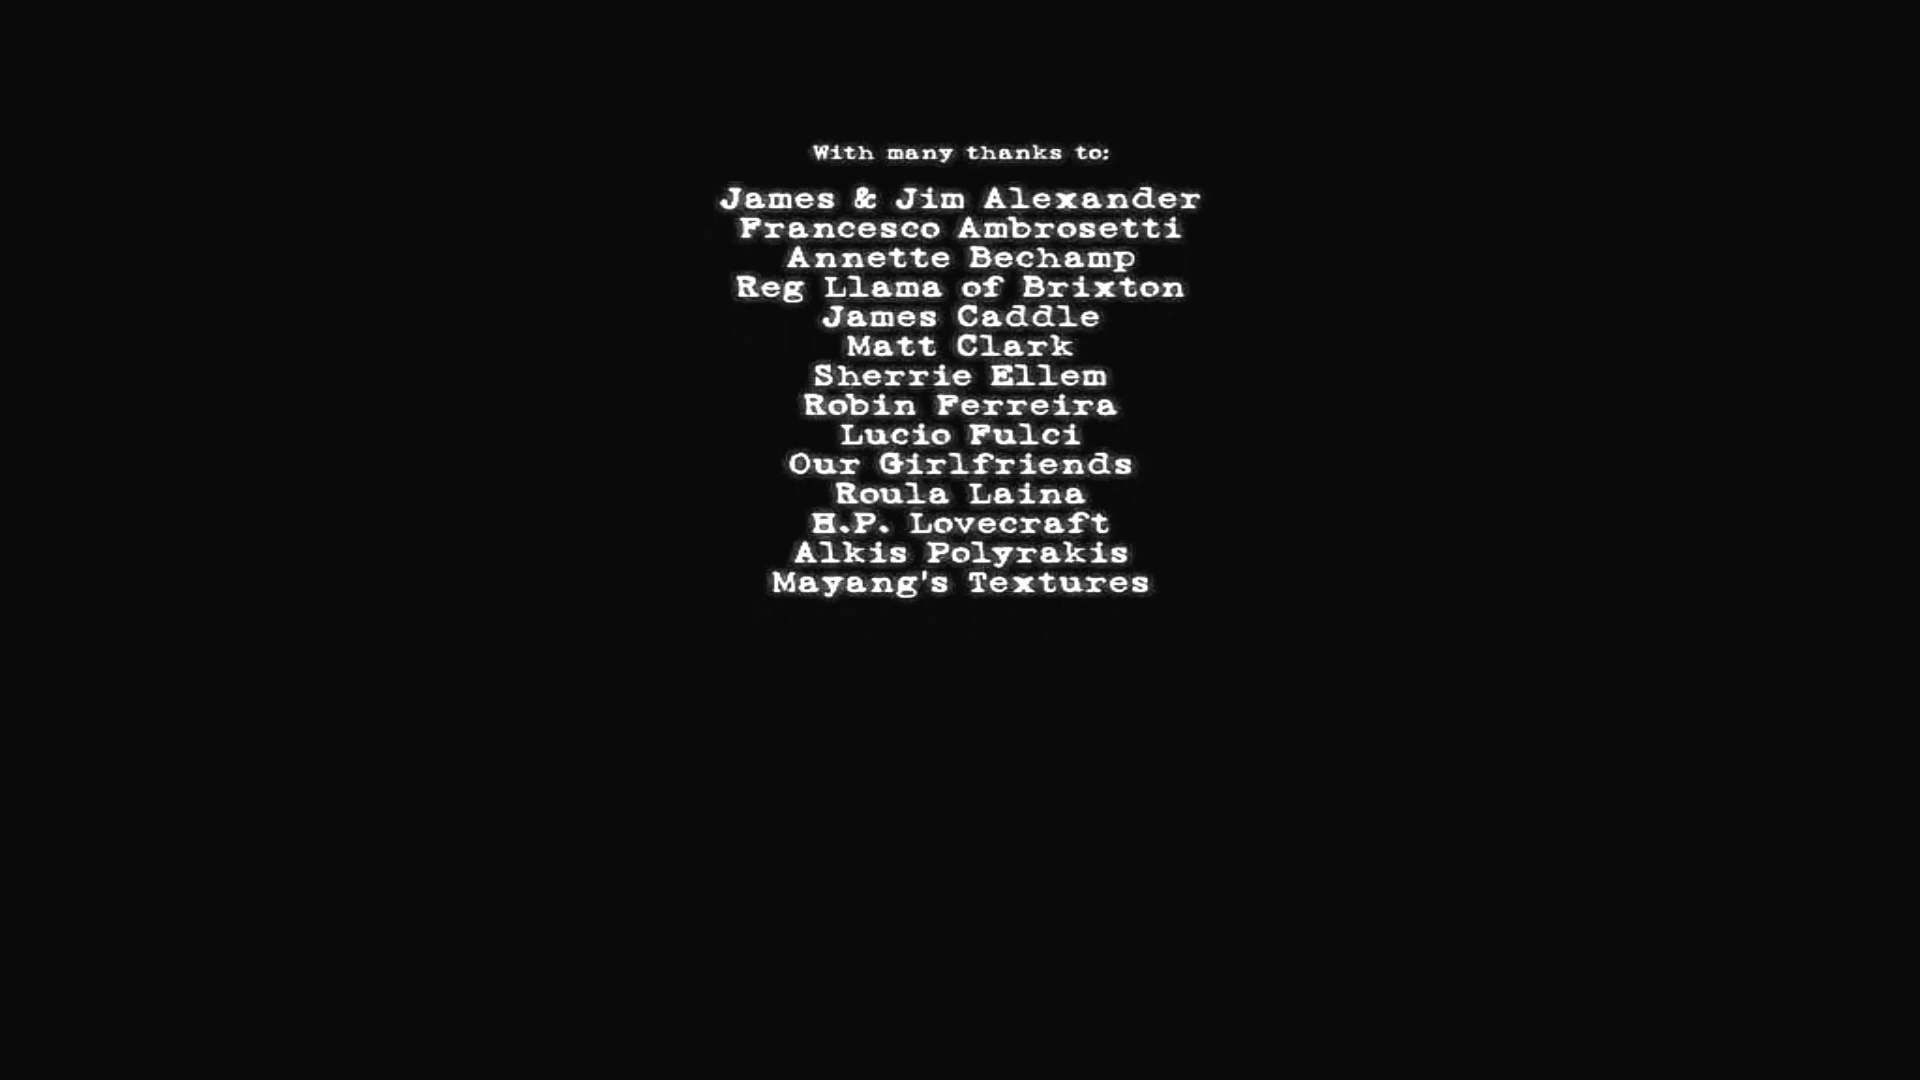 With many thanks to:
James & Jim Alexander
Francesco Ambrosetti
Annette Bechamp
Reg Llama of Brixton
James Caddle
Matt Clark
Sherrie Ellem
Robin Ferreira
Lucio Fulci
Our Girlfriends
Roula Laina
H.P. Lovecraft
Alkis Polyrakis
Mayang's Textures